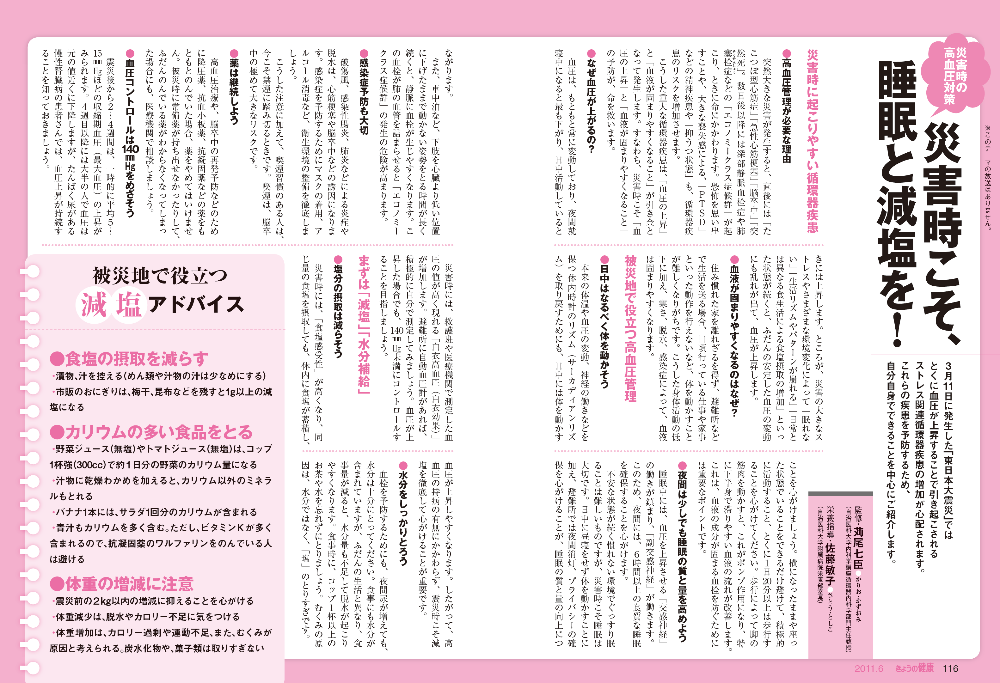 ※このテーマの放送はありません。
災害時の
高血圧対策
災害時こそ、
睡眠と減塩を！
3月11日に発生した「東日本大震災」では
とくに血圧が上昇することで引き起こされる
ストレス関連循環器疾患の増加が心配されます。
これらの疾患を予防するため、
自分自身でできることを中心にご紹介します。
監修・苅尾七臣●かりお・かずおみ
（自治医科大学内科学講座循環器内科学部門主任教授）
栄養指導・佐藤敏子●さとう・としこ
（自治医科大学附属病院栄養部室長）
災害時に起こりやすい循環器疾患
●高血圧管理が必要な理由
突然大きな災害が発生すると、直後には「た
こつぼ型心筋症」「急性心筋梗塞」「脳卒中」「突
然死」。数日後以降には深部静脈血栓症や肺
塞栓症などの「エコノミークラス症候群」が起
そくせんしょう
こり、ときに命にかかわります。恐怖を思い出
すことや、大きな喪失感による、「ＰＴＳＤ」
などの精神疾患や「抑うつ状態」も、循環器疾
患のリスクを増加させます。
こうした重大な循環器疾患は、「血圧の上昇」
と「血液が固まりやすくなること」が引き金と
なって発生します。すなわち、災害時こそ「血
圧の上昇」と「血液が固まりやすくなること」
の予防が、命を救います。
●なぜ血圧が上がるの？
血圧は、もともと常に変動しており、夜間就
寝中になると最も下がり、日中活動していると
きには上昇します。ところが、災害の大きなス
トレスやさまざまな環境変化によって「眠れな
い」「生活リズムやパターンが崩れる」「日常と
は異なる食生活による食塩摂取の増加」といっ
た状態が続くと、ふだんの安定した血圧の変動
にも乱れが出て、血圧が上昇します。
●血液が固まりやすくなるのはなぜ？
住み慣れた家を離れざるを得ず、避難所など
で生活を送る場合、日頃行っている仕事や家事
といった動作を行えないなど、体を動かすこと
が難しくなりがちです。こうした身体活動の低
下に加え、寒さ、脱水、感染症によって、血液
は固まりやすくなります。
被災地で役立つ高血圧管理
●日中はなるべく体を動かそう
本来の体温や血圧の変動、神経の働きなどを
保つ体内時計のリズム（サーカディアンリズ
ム）を取り戻すためにも、日中には体を動かす
ことを心がけましょう。横になったままや座っ
た状態でいることをできるだけ避けて、積極的
に活動すること、とくに1日20分以上は歩行す
ることを心がけてください。歩行によって脚の
筋肉を動かすと、これがポンプ作用になり、特
に下半身で滞りやすい血液の流れが改善します。
これは、血液の成分が固まる血栓を防ぐために
は重要なポイントです。
●夜間は少しでも睡眠の質と量を高めよう
睡眠中には、血圧を上昇させる「交感神経」
の働きが鎮まり、「副交感神経」が働きます。
このため、夜間には、6時間以上の良質な睡眠
を確保することを心がけます。
不安な状態が続く慣れない環境でぐっすり眠
ることは難しいものですが、災害時こそ睡眠は
大切です。日中に昼寝をせず体を動かすことに
加え、避難所では夜間消灯、プライバシーの確
保を心がけることが、睡眠の質と量の向上につ
ながります。
また、車中泊など、下肢を心臓より低い位置
に下げたままで動かない姿勢をとる時間が長く
続くと、静脈に血栓が生じやすくなります。こ
の血栓が肺の血管を詰まらせると「エコノミー
クラス症候群」の発生の危険が高まります。
●感染症予防も大切
破傷風、感染性腸炎、肺炎などによる炎症や
脱水は、心筋梗塞や脳卒中などの誘因になりま
す。感染症を予防するためにマスクの着用、ア
ルコール消毒など、衛生環境の整備を徹底しま
しょう。
こうした注意に加えて、喫煙習慣のある人は、
今こそ禁煙に踏み切るときです。喫煙は、脳卒
中の極めて大きなリスクです。
●薬は継続しよう
高血圧治療や、脳卒中の再発予防などのため
に降圧薬、抗血小板薬、抗凝固薬などの薬をも
ともとのんでいた場合、薬をやめてはいけませ
ん。被災時に常備薬が持ち出せなかったりして、
ふだんのんでいる薬がわからなくなってしまっ
た場合にも、医療機関で相談しましょう。
●血圧コントロールは140㎜Hgをめざそう
震災後から2〜4週間は、一時的に平均5〜
15㎜Hgほどの収縮期血圧（最大血圧）の上昇が
みられます。4週目以降には大半の人で血圧は
元の値近くに下降しますが、たんぱく尿がある
慢性腎臓病の患者さんでは、血圧上昇が持続す
ることを知っておきましょう。
災害時には、救護班や医療機関で測定した血
圧の値が高く現れる「白衣高血圧（白衣効果）」
が増加します。避難所に自動血圧計があれば、
積極的に自分で測定してみましょう。血圧が上
昇した場合でも、140㎜Hg未満にコントロールす
ることを目指しましょう。
まずは「減塩」「水分補給」
●塩分の摂取は減らそう
災害時には、「食塩感受性」が高くなり、同
じ量の食塩を摂取しても、体内に食塩が蓄積し、
血圧が上昇しやすくなります。したがって、高
血圧の持病の有無にかかわらず、震災時こそ減
塩を徹底して心がけることが重要です。
●水分をしっかりとろう
血栓を予防するためにも、夜間尿が増えても、
水分は十分にとってください。食事にも水分が
含まれていますが、ふだんの生活と異なり、食
事量が減ると、水分量も不足して脱水が起こり
やすくなります。食事時に、コップ1杯以上の
お茶や水を忘れずにとりましょう。むくみの原
因は、水分ではなく、「塩」のとりすぎです。
被災地で役立つ
減塩アドバイス
●食塩の摂取を減らす
・漬物、汁を控える（めん類や汁物の汁は少なめにする）
・市販のおにぎりは、梅干、昆布などを残すと1g以上の減
塩になる
●カリウムの多い食品をとる
・野菜ジュース（無塩）やトマトジュース（無塩）は、コップ
1杯強（300cc）で約1日分の野菜のカリウム量になる
・汁物に乾燥わかめを加えると、カリウム以外のミネラ
ルもとれる
・バナナ1本には、サラダ1回分のカリウムが含まれる
・青汁もカリウムを多く含む。ただし、ビタミンＫが多く
含まれるので、抗凝固薬のワルファリンをのんでいる人
は避ける
●体重の増減に注意
・震災前の2kg以内の増減に抑えることを心がける
・体重減少は、脱水やカロリー不足に気をつける
・体重増加は、カロリー過剰や運動不足、また、むくみが
原因と考えられる。炭水化物や、菓子類は取りすぎない
2011.6 きょうの健康 116